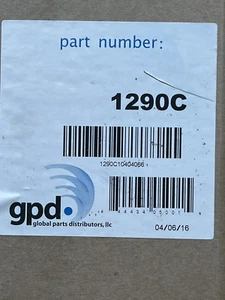 part number:
1290C
1290C10404066
gpd
global parts distributors, llc
04/06/16